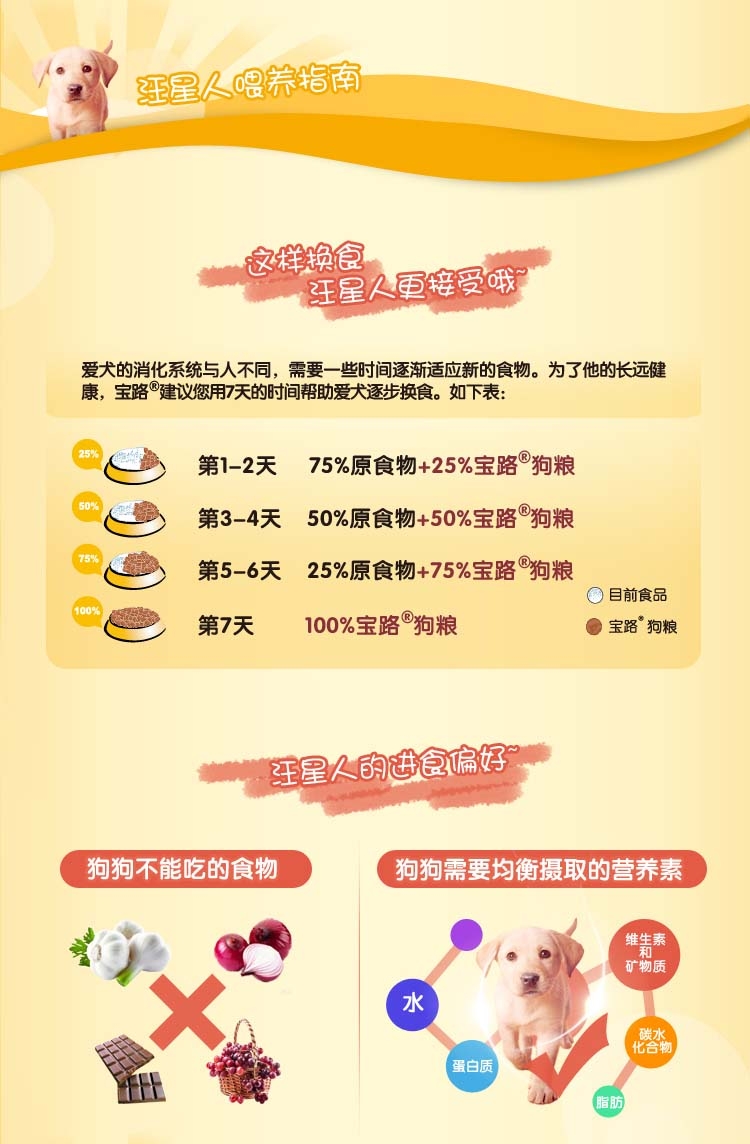 汪星人喂养指南
这样换食
汪星人更接受哦~
爱犬的消化系统与人不同，需要一些时间逐渐适应新的食物。为了他的长远健
康，宝路®建议您用7天的时间帮助爱犬逐步换食。如下表：
25%
第1-2天 75%原食物+25%宝路®狗粮
50%
第3-4天 50%原食物+50%宝路®狗粮
75%
第5-6天 25%原食物+75%宝路®狗粮
目前食品
100%
第7天 100%宝路®狗粮
宝路®狗粮
汪星人的进食偏好~
狗狗不能吃的食物
狗狗需要均衡摄取的营养素
维生素
和
矿物质
水
碳水
化合物
蛋白质
脂肪